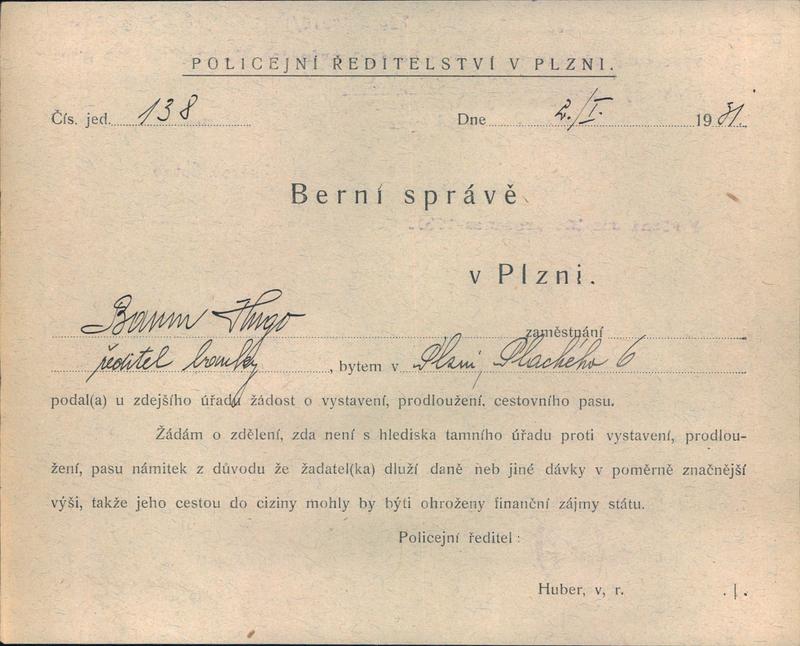 POLICEJNÍ ŘEDITELSTVÍ V PLZNI.
Čís. jed. 138 Dne 2./I. 1931.
Berní správě
v Plzni.
Baum Hugo zaměstnání
ředitel banky, bytem v Plzni, Plachého 6
podal(a) u zdejšího úřadu žádost o vystavení, prodloužení, cestovního pasu.
Žádám o zdělení, zda není s hlediska tamního úřadu proti vystavení, prodlou-
žení, pasu námitek z důvodu že žadatel(ka) dluží daně neb jiné dávky v poměrně značnější
výši, takže jeho cestou do ciziny mohly by býti ohroženy finanční zájmy státu.
Policejní ředitel:
Huber, v, r.